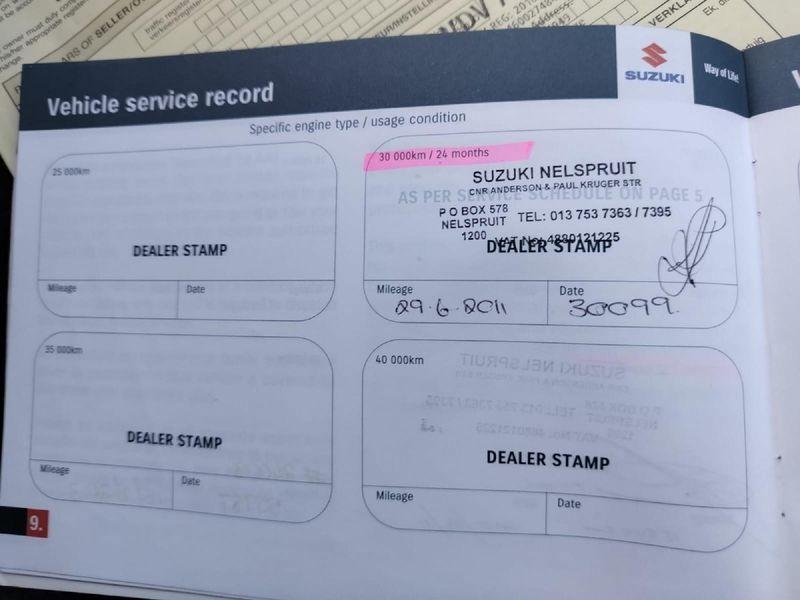 Vehicle service record
SUZUKI
Way of Life!
Specific engine type / usage condition
25 000km
DEALER STAMP
Mileage
Date
30 000km / 24 months
SUZUKI NELSPRUIT
CNR ANDERSON & PAUL KRUGER STR
AS PER SERVICE SCHEDULE ON PAGE 5
P O BOX 578
NELSPRUIT
1200
TEL: 013 753 7363 / 7395
VAT No: 4880121225
DEALER STAMP
Mileage
29.6.2011
Date
30099.
35 000km
DEALER STAMP
Mileage
Date
40 000km
DEALER STAMP
Mileage
Date
9.